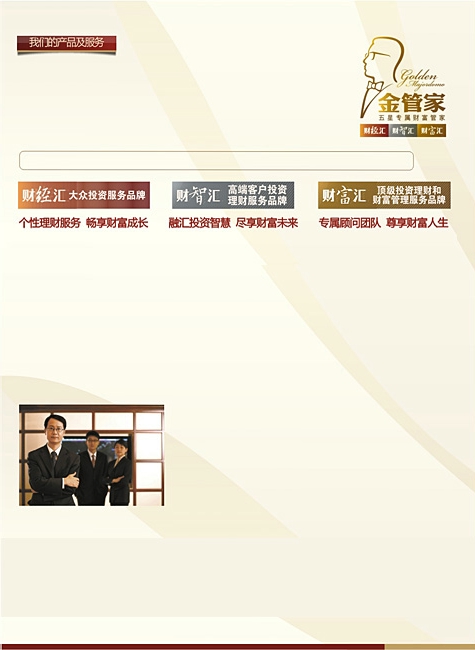 我们的产品及服务
Golden
Majordomo
金管家
五星专属财富管家
财经汇 财智汇 财富汇
财经汇 大众投资服务品牌
财智汇 高端客户投资
理财服务品牌
财富汇 顶级投资理财和
财富管理服务品牌
个性理财服务 畅享财富成长
融汇投资智慧 尽享财富未来
专属顾问团队 尊享财富人生